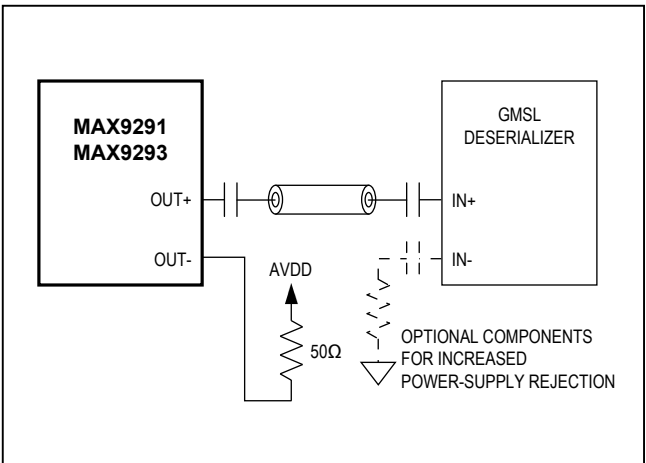 MAX9291
MAX9293
OUT+
OUT-
AVDD
50Ω
GMSL
DESERIALIZER
IN+
IN-
OPTIONAL COMPONENTS
FOR INCREASED
POWER-SUPPLY REJECTION